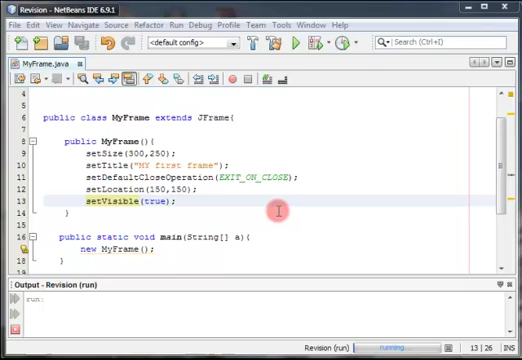 Revision - NetBeans IDE 6.9.1
File Edit View Navigate Source Refactor Run Debug Profile Team Tools Window Help
<default config>
Search (Ctrl+I)
MyFrame.java
4
5
6 public class MyFrame extends JFrame{
7
8 public MyFrame(){
9 setSize(300,250);
10 setTitle("MY first frame");
11 setDefaultCloseOperation(EXIT_ON_CLOSE);
12 setLocation(150,150);
13 setVisible(true);
14 }
15
16 public static void main(String[] a){
new MyFrame();
18 }
19
Output - Revision (run)
run:
Revision (run) running... 13 | 26 INS